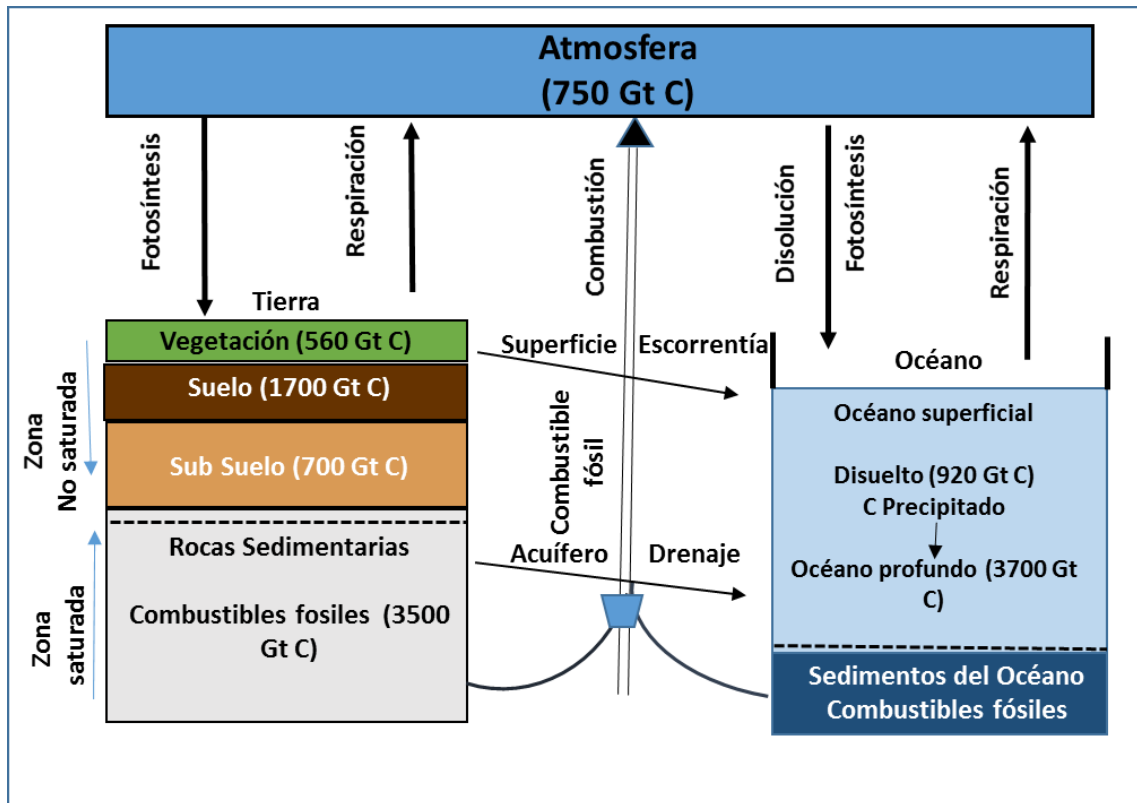 Atmosfera
(750 Gt C)
Fotosíntesis
Respiración
Combustión
Disolución
Fotosíntesis
Respiración
Tierra
Vegetación (560 Gt C)
Suelo (1700 Gt C)
Sub Suelo (700 Gt C)
Zona
No saturada
Rocas Sedimentarias
Combustibles fosiles (3500
Gt C)
Zona
saturada
Superficie
Escorrentía
Combustible
fósil
Acuífero
Drenaje
Océano
Océano superficial
Disuelto (920 Gt C)
C Precipitado
Océano profundo (3700 Gt
C)
Sedimentos del Océano
Combustibles fósiles